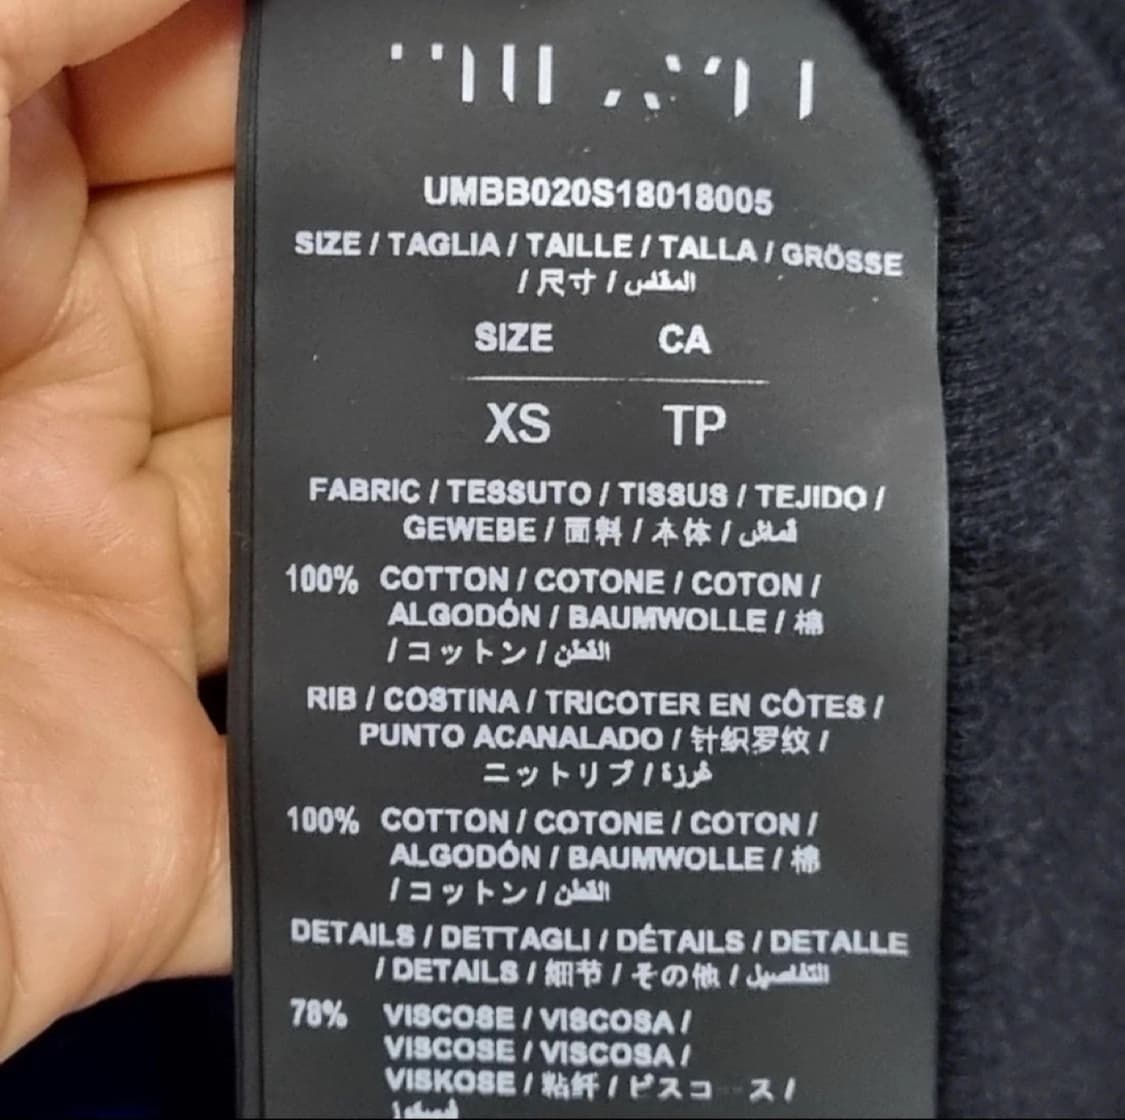 UMBB020S18018005
SIZE / TAGLIA / TAILLE / TALLA / GRÖSSE
/ 尺寸 / المقاس
SIZE CA
XS TP
FABRIC / TESSUTO / TISSUS / TEJIDO /
GEWEBE / 面料 / 本体 / قماش
100% COTTON / COTONE / COTON /
ALGODÓN / BAUMWOLLE / 棉
/ コットン / القطن
RIB / COSTINA / TRICOTER EN CÔTES /
PUNTO ACANALADO / 针织罗纹 /
ニットリブ / غرزة
100% COTTON / COTONE / COTON /
ALGODÓN / BAUMWOLLE / 棉
/ コットン / القطن
DETAILS / DETTAGLI / DÉTAILS / DETALLE
/ DETAILS / 细节 / その他 / التفاصيل
78% VISCOSE / VISCOSA /
VISCOSE / VISCOSA /
VISKOSE / 粘纤 / ビスコース /